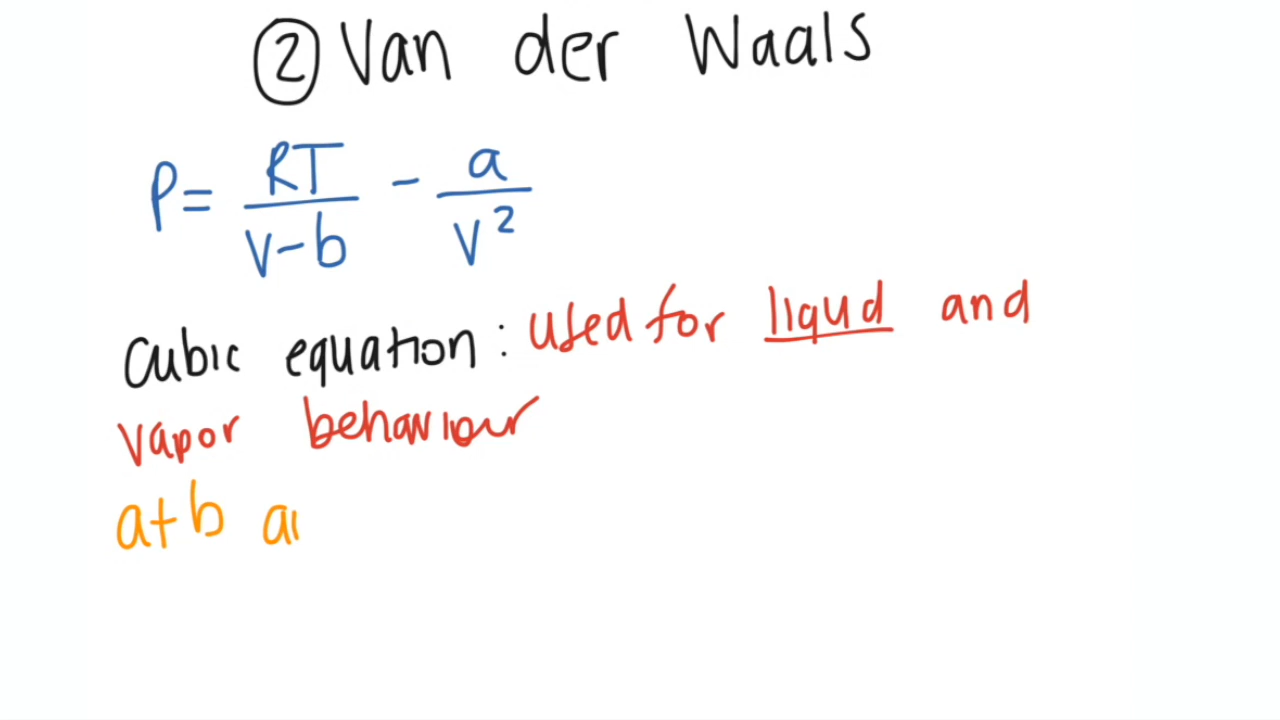 ② Van der Waals
P = RT/(v-b) - a/v²
cubic equation: used for liqud and
vapor behaviour
a+b